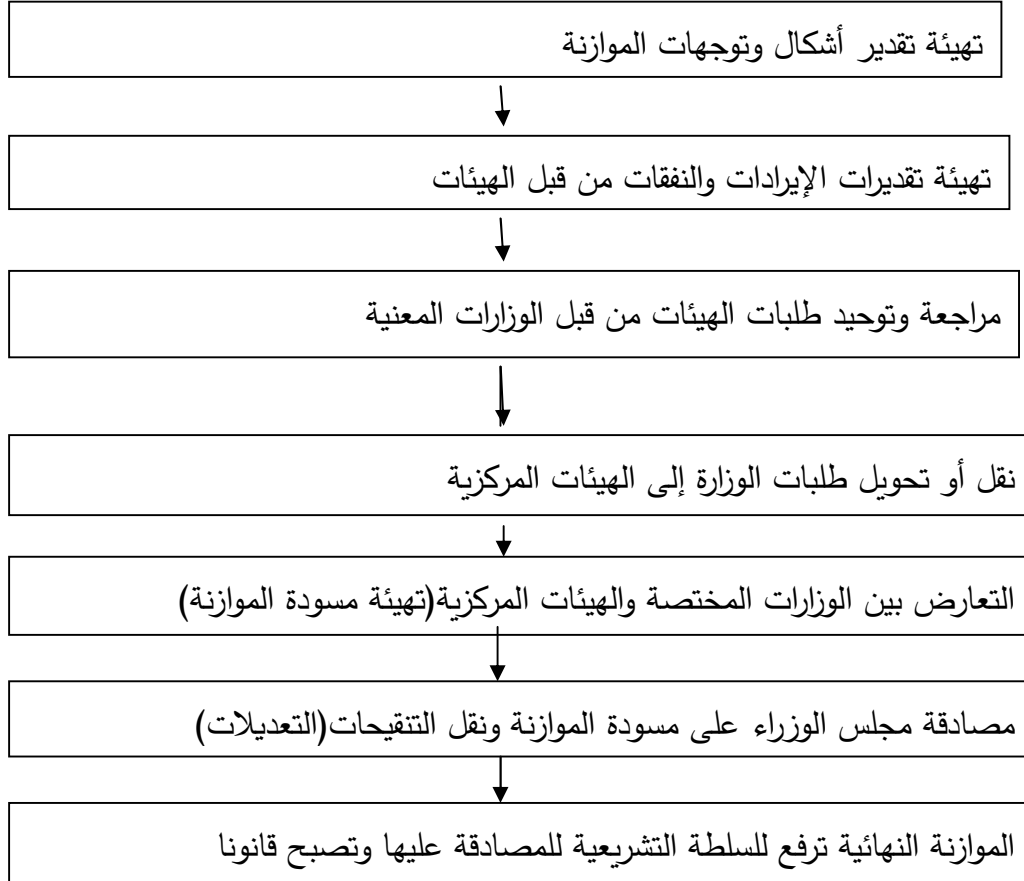 تهيئة تقدير أشكال وتوجهات الموازنة
تهيئة تقديرات الإيرادات والنفقات من قبل الهيئات
مراجعة وتوحيد طلبات الهيئات من قبل الوزارات المعنية
نقل أو تحويل طلبات الوزارة إلى الهيئات المركزية
التعارض بين الوزارات المختصة والهيئات المركزية(تهيئة مسودة الموازنة)
مصادقة مجلس الوزراء على مسودة الموازنة ونقل التنقيحات(التعديلات)
الموازنة النهائية ترفع للسلطة التشريعية للمصادقة عليها وتصبح قانونا